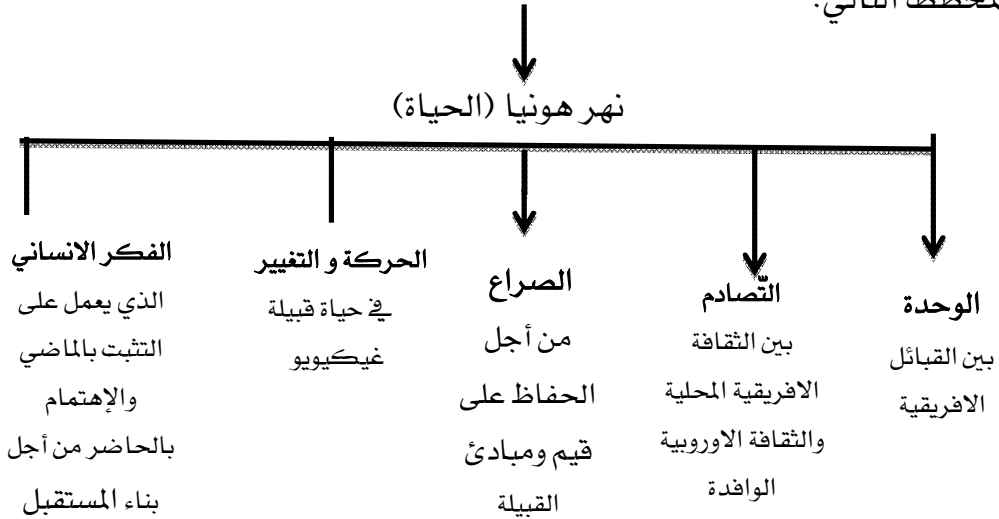 التالي:
نهر هونيا (الحياة)
الوحدة
بين القبائل
الافريقية
التّصادم
بين الثقافة
الافريقية المحلية
والثقافة الاوروبية
الوافدة
الصراع
من أجل
الحفاظ على
قيم ومبادئ
القبيلة
الحركة و التغيير
في حياة قبيلة
غيكيويو
الفكر الانساني
الذي يعمل على
التثبت بالماضي
والإهتمام
بالحاضر من أجل
بناء المستقبل